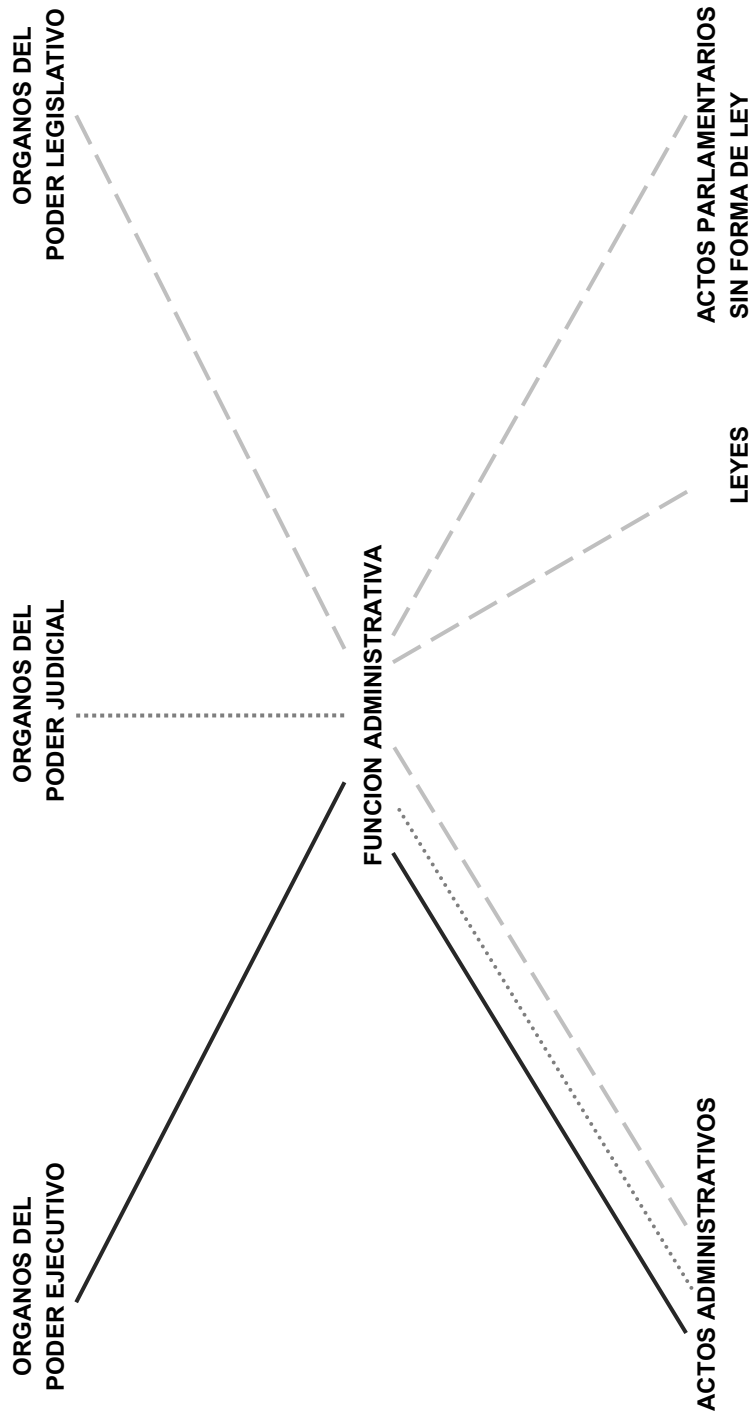 ORGANOS DEL
PODER EJECUTIVO
ORGANOS DEL
PODER JUDICIAL
ORGANOS DEL
PODER LEGISLATIVO
FUNCION ADMINISTRATIVA
ACTOS ADMINISTRATIVOS
LEYES
ACTOS PARLAMENTARIOS
SIN FORMA DE LEY